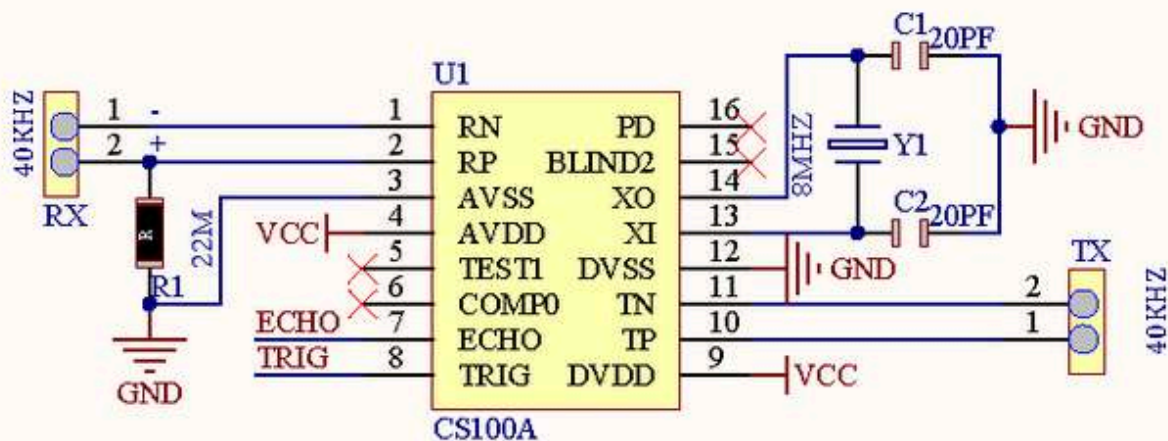 C1
20PF
U1
40KHZ
1
-
2
+
RX
22M
R
R1
GND
VCC
ECHO
TRIG
1
RN
2
RP
3
AVSS
4
AVDD
5
TEST1
6
COMP0
7
ECHO
8
TRIG
PD
16
BLIND2
15
XO
14
XI
13
DVSS
12
TN
11
TP
10
DVDD
9
CS100A
8MHZ
Y1
GND
C2
20PF
GND
VCC
TX
2
1
40KHZ